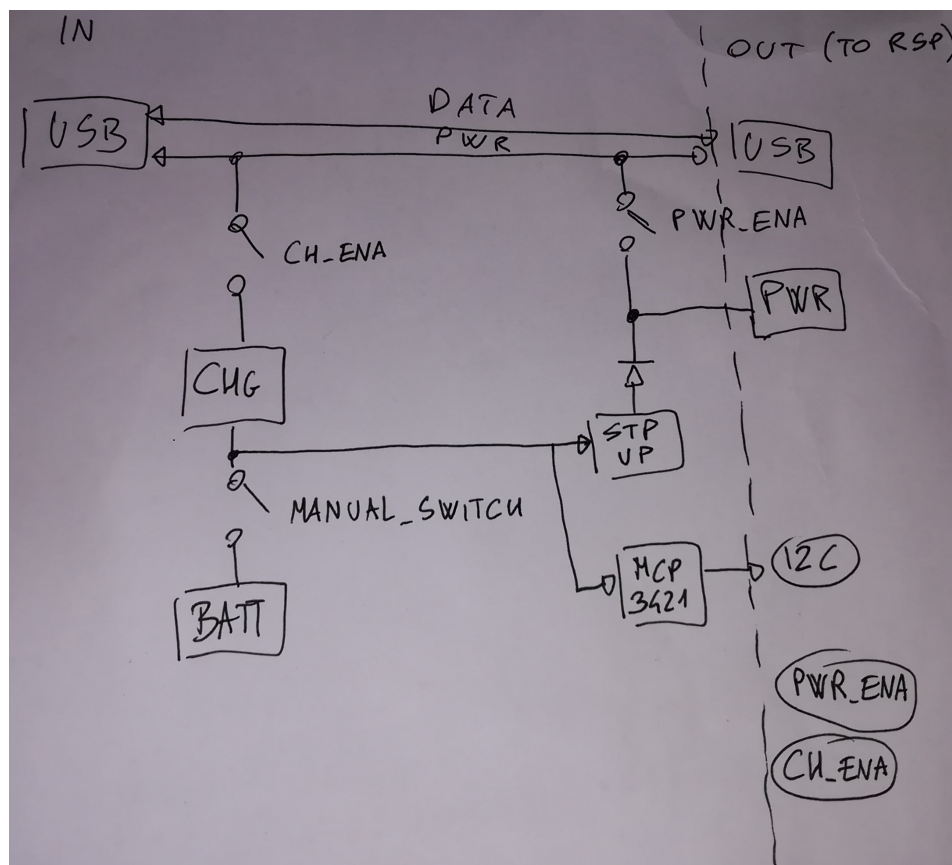 IN
OUT (TO RSP)
DATA
USB
PWR
USB
PWR_ENA
CH_ENA
PWR
CHG
STP
UP
MANUAL_SWITCH
I2C
MCP
3421
BATT
PWR_ENA
CH_ENA